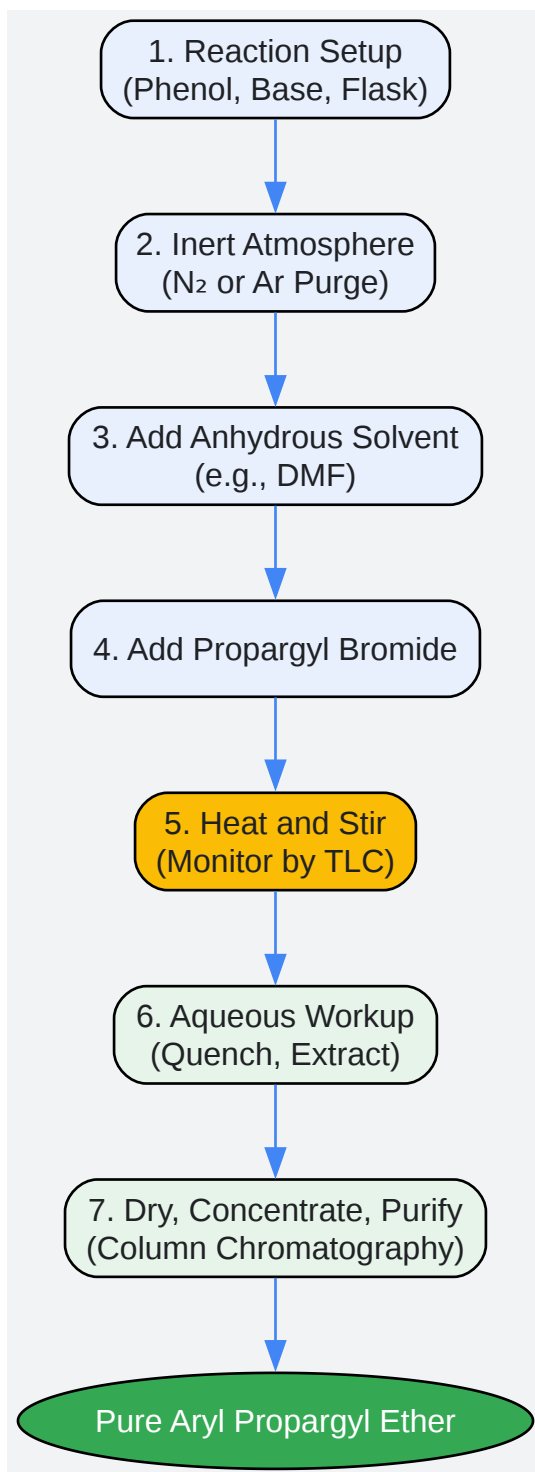 1. Reaction Setup
(Phenol, Base, Flask)
2. Inert Atmosphere
(N₂ or Ar Purge)
3. Add Anhydrous Solvent
(e.g., DMF)
4. Add Propargyl Bromide
5. Heat and Stir
(Monitor by TLC)
6. Aqueous Workup
(Quench, Extract)
7. Dry, Concentrate, Purify
(Column Chromatography)
Pure Aryl Propargyl Ether